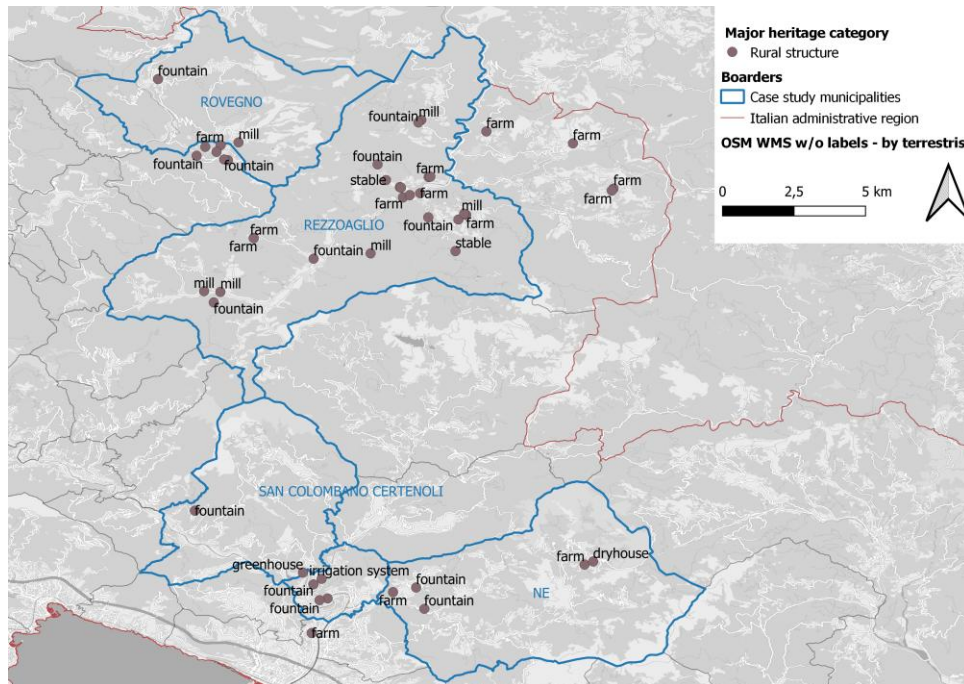 Major heritage category
Rural structure
Boarders
Case study municipalities
Italian administrative region
OSM WMS w/o labels - by terrestris
0 2,5 5 km
fountain
ROVEGNO
farm
mill
fountain
fountain
fountain
mill
farm
farm
fountain
farm
stable
farm
farm
farm
farm
mill
REZZOAGLIO
fountain
farm
farm
farm
fountain
mill
stable
mill
mill
fountain
SAN COLOMBANO CERTENOLI
fountain
greenhouse
irrigation system
fountain
fountain
farm
farm
fountain
fountain
NE
farm
dryhouse